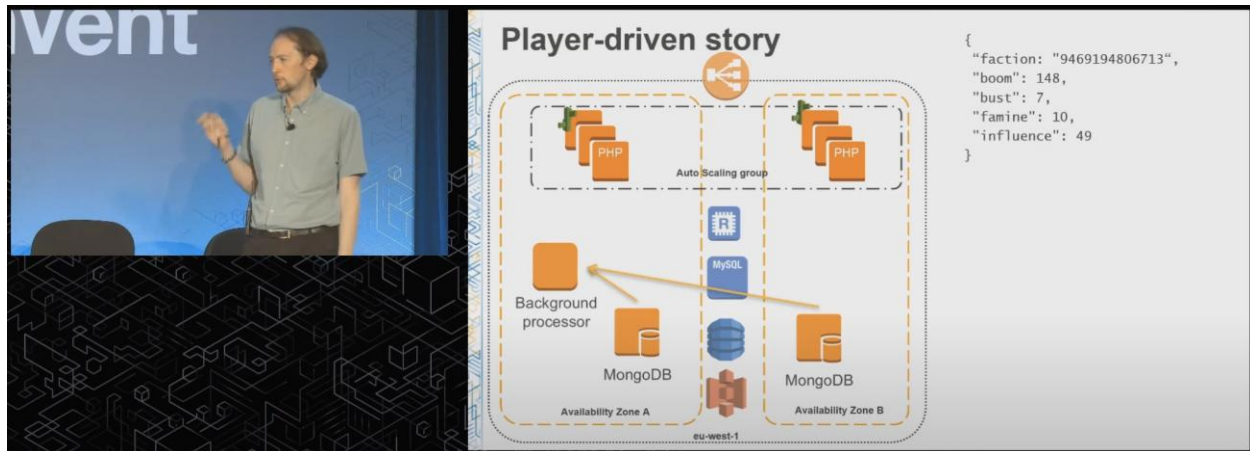 nvent
Player-driven story
PHP
PHP
Auto Scaling group
R
MySQL
Background
processor
MongoDB
MongoDB
Availability Zone A
Availability Zone B
eu-west-1
{
"faction: "9469194806713",
"boom": 148,
"bust": 7,
"famine": 10,
"influence": 49
}